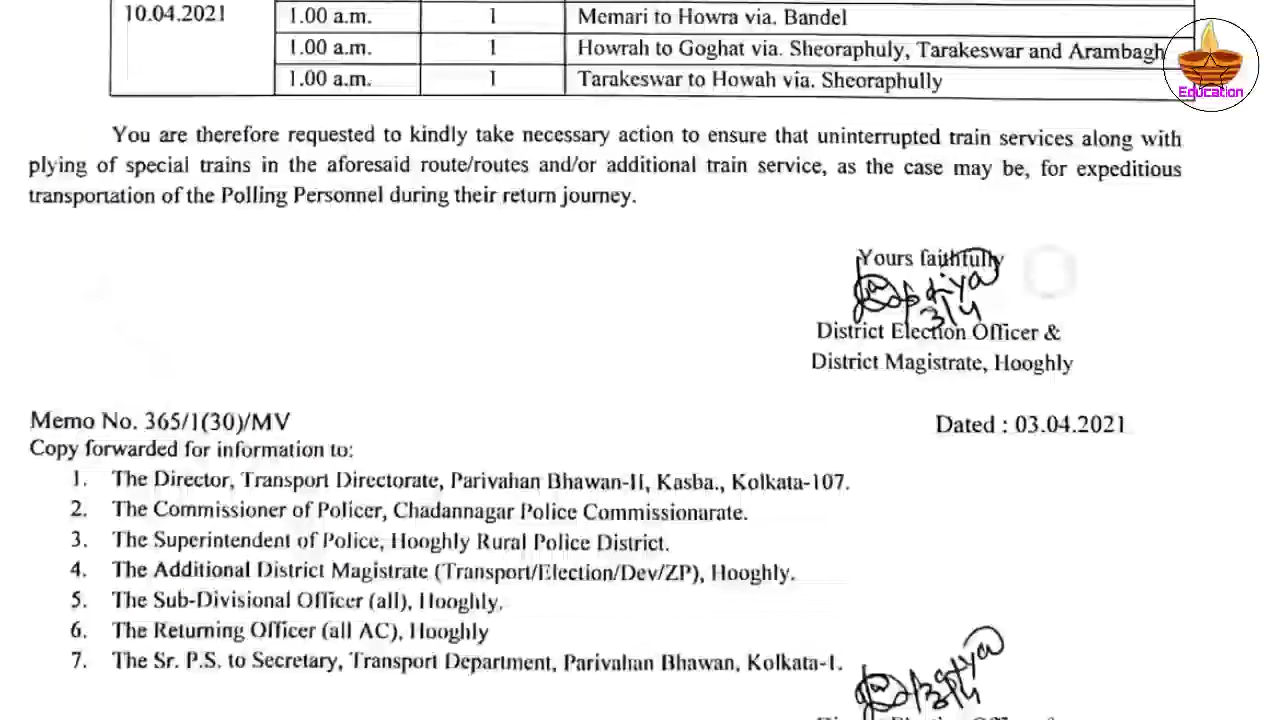 10.04.2021 1.00 a.m. 1 Memari to Howra via. Bandel
1.00 a.m. 1 Howrah to Goghat via. Sheoraphuly, Tarakeswar and Arambagh
1.00 a.m. 1 Tarakeswar to Howah via. Sheoraphully
Education
You are therefore requested to kindly take necessary action to ensure that uninterrupted train services along with
plying of special trains in the aforesaid route/routes and/or additional train service, as the case may be, for expeditious
transportation of the Polling Personnel during their return journey.
Yours faithfully
3/4
District Election Officer &
District Magistrate, Hooghly
Memo No. 365/1(30)/MV Dated : 03.04.2021
Copy forwarded for information to:
1. The Director, Transport Directorate, Parivahan Bhawan-II, Kasba., Kolkata-107.
2. The Commissioner of Policer, Chadannagar Police Commissionarate.
3. The Superintendent of Police, Hooghly Rural Police District.
4. The Additional District Magistrate (Transport/Election/Dev/ZP), Hooghly.
5. The Sub-Divisional Officer (all), Hooghly.
6. The Returning Officer (all AC), Hooghly
7. The Sr. P.S. to Secretary, Transport Department, Parivahan Bhawan, Kolkata-1.
3/4